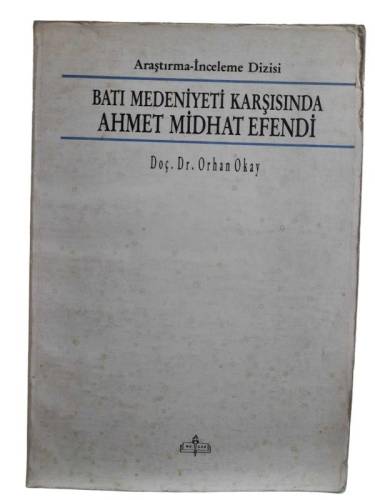 Araştırma-İnceleme Dizisi
BATI MEDENİYETİ KARŞISINDA
AHMET MİDHAT EFENDİ
Doç. Dr. Orhan Okay